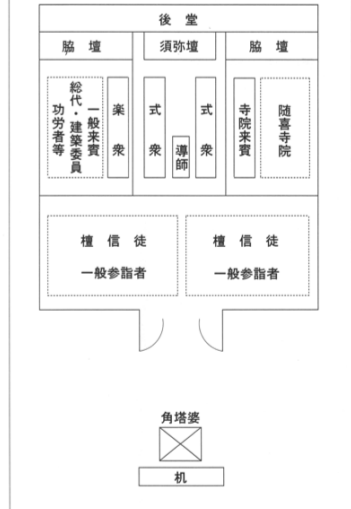 後堂
脇壇
須弥壇
脇壇
随喜寺院
寺院来賓
式衆
導師
式衆
楽衆
一般来賓
総代・建築委員
功労者等
檀信徒
一般参詣者
檀信徒
一般参詣者
角塔婆
机